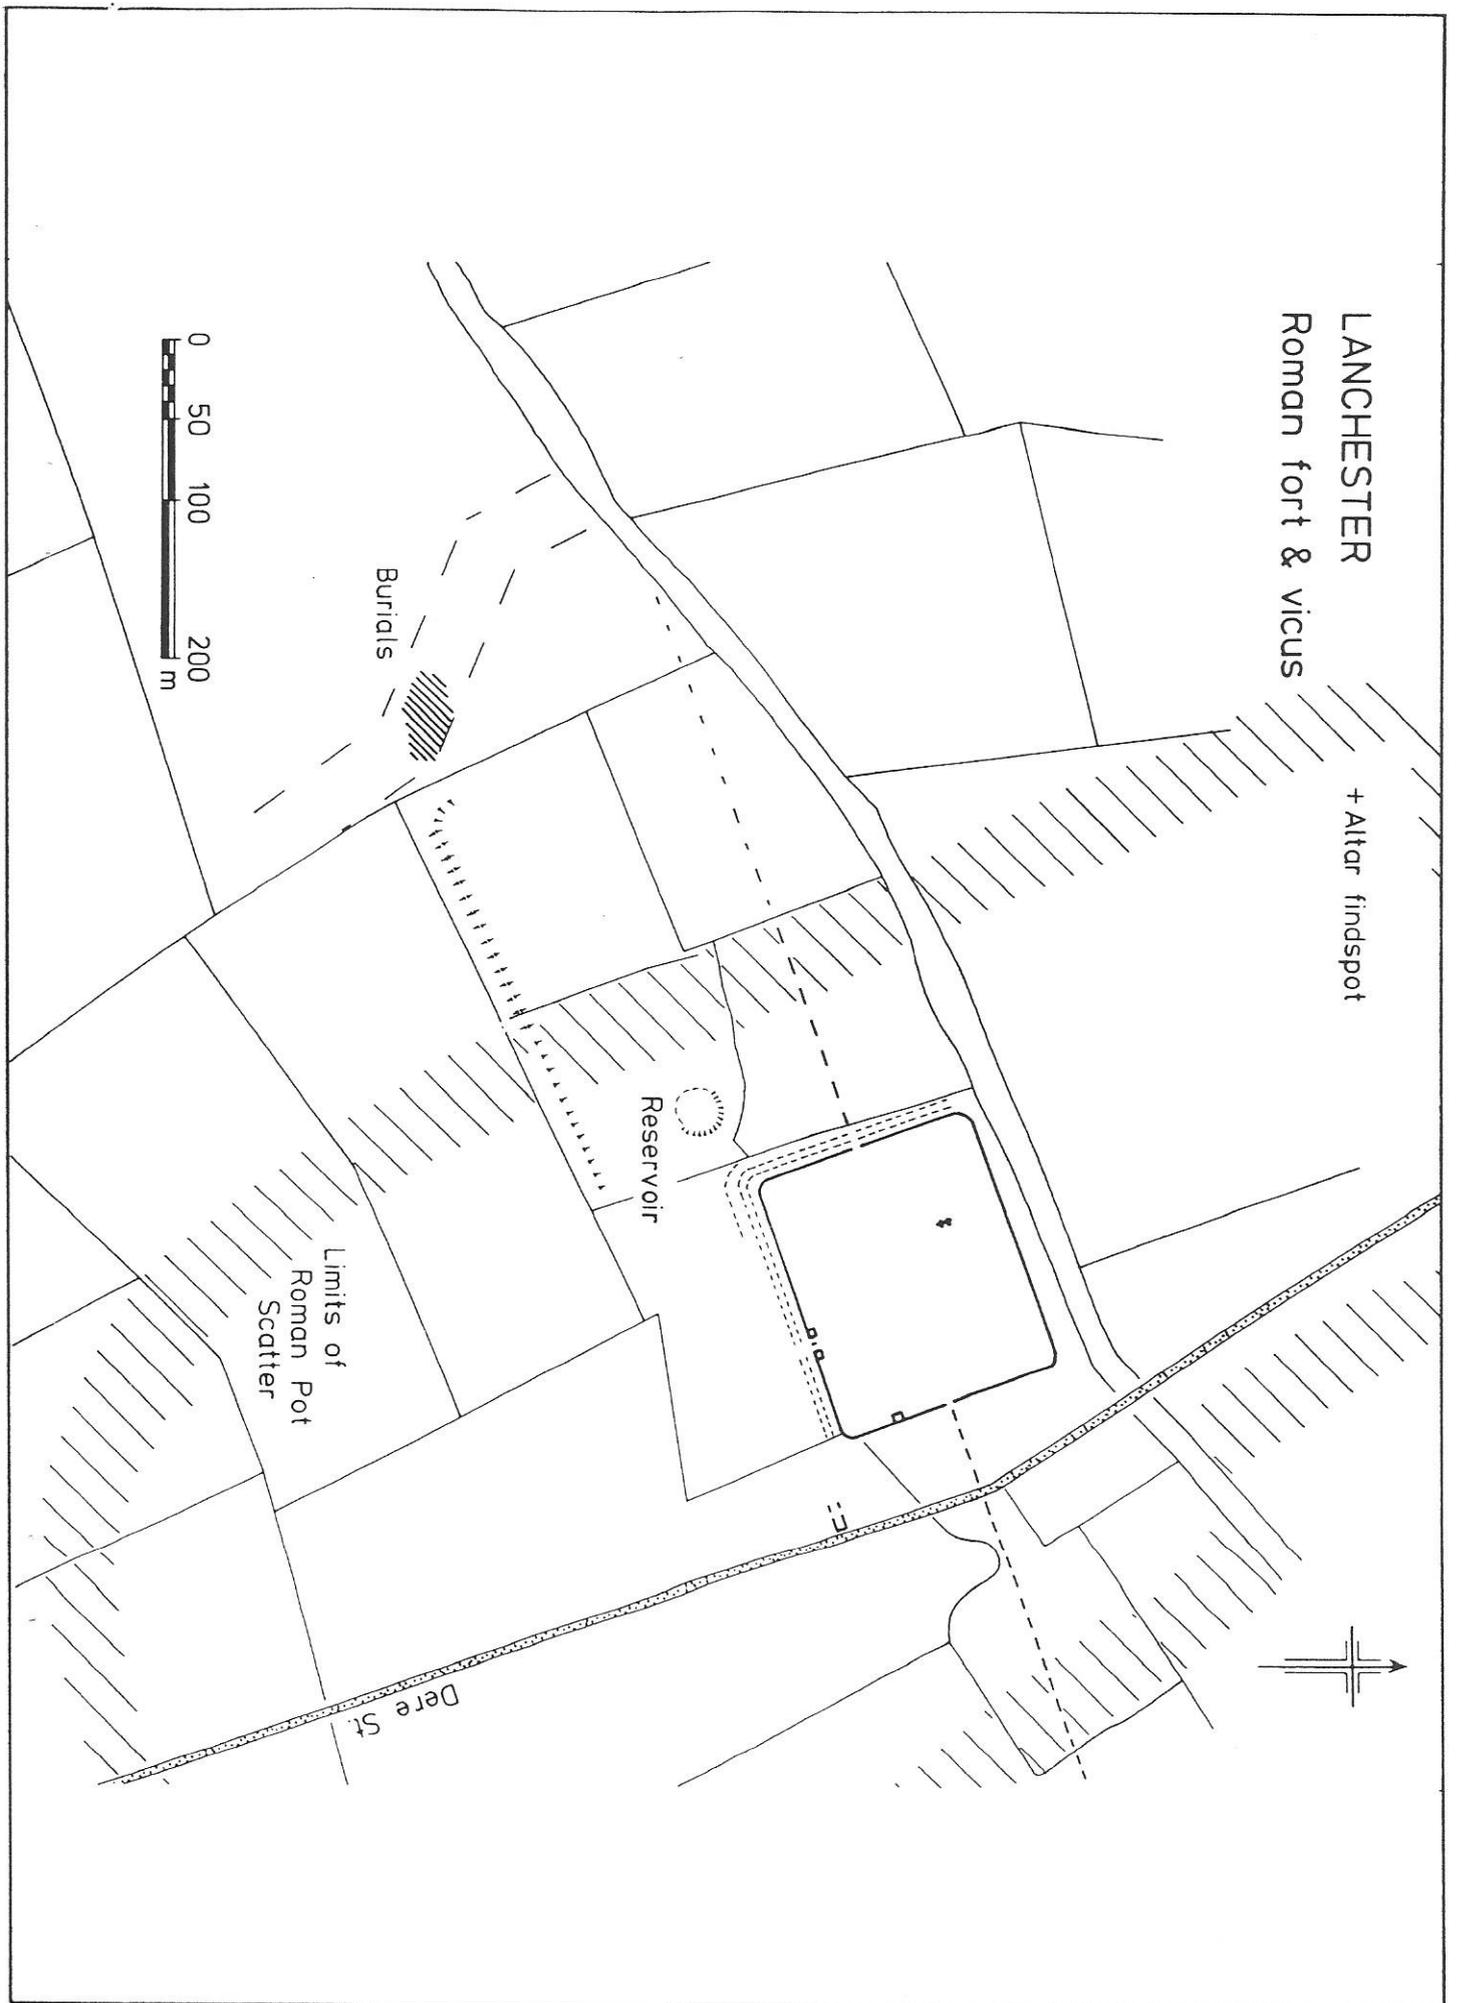 LANCHESTER
Roman fort & vicus
+ Altar findspot
Reservoir
Burials
Limits of
Roman Pot
Scatter
Dere St.
0 50 100 200
m